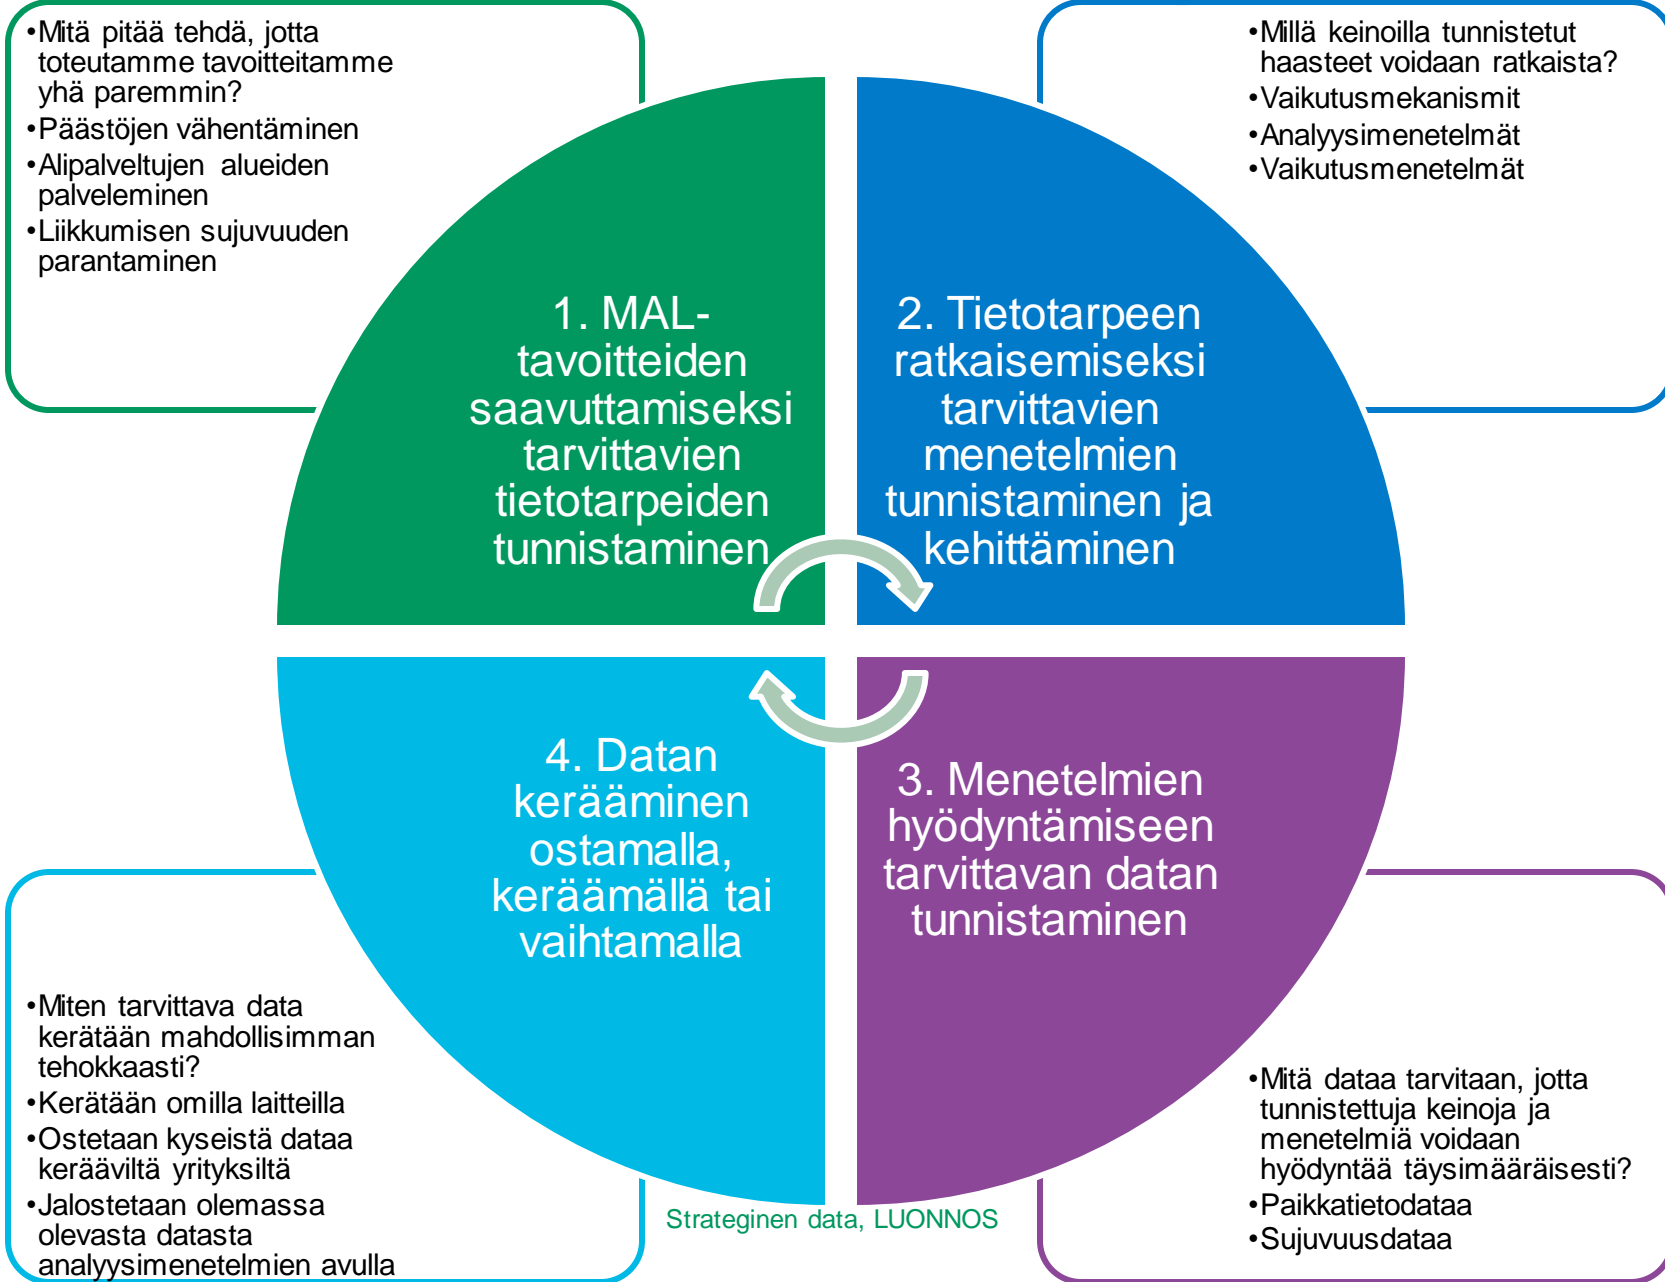 •Mitä pitää tehdä, jotta
toteutamme tavoitteitamme
yhä paremmin?
•Päästöjen vähentäminen
•Alipalveltujen alueiden
palveleminen
•Liikkumisen sujuvuuden
parantaminen
•Millä keinoilla tunnistetut
haasteet voidaan ratkaista?
•Vaikutusmekanismit
•Analyysimenetelmät
•Vaikutusmenetelmät
1. MAL-
tavoitteiden
saavuttamiseksi
tarvittavien
tietotarpeiden
tunnistaminen
2. Tietotarpeen
ratkaisemiseksi
tarvittavien
menetelmien
tunnistaminen ja
kehittäminen
3. Menetelmien
hyödyntämiseen
tarvittavan datan
tunnistaminen
4. Datan
kerääminen
ostamalla,
keräämällä tai
vaihtamalla
•Mitä dataa tarvitaan, jotta
tunnistettuja keinoja ja
menetelmiä voidaan
hyödyntää täysimääräisesti?
•Paikkatietodataa
•Sujuvuusdataa
•Miten tarvittava data
kerätään mahdollisimman
tehokkaasti?
•Kerätään omilla laitteilla
•Ostetaan kyseistä dataa
kerääviltä yrityksiltä
•Jalostetaan olemassa
olevasta datasta
analyysimenetelmien avulla
Strateginen data, LUONNOS